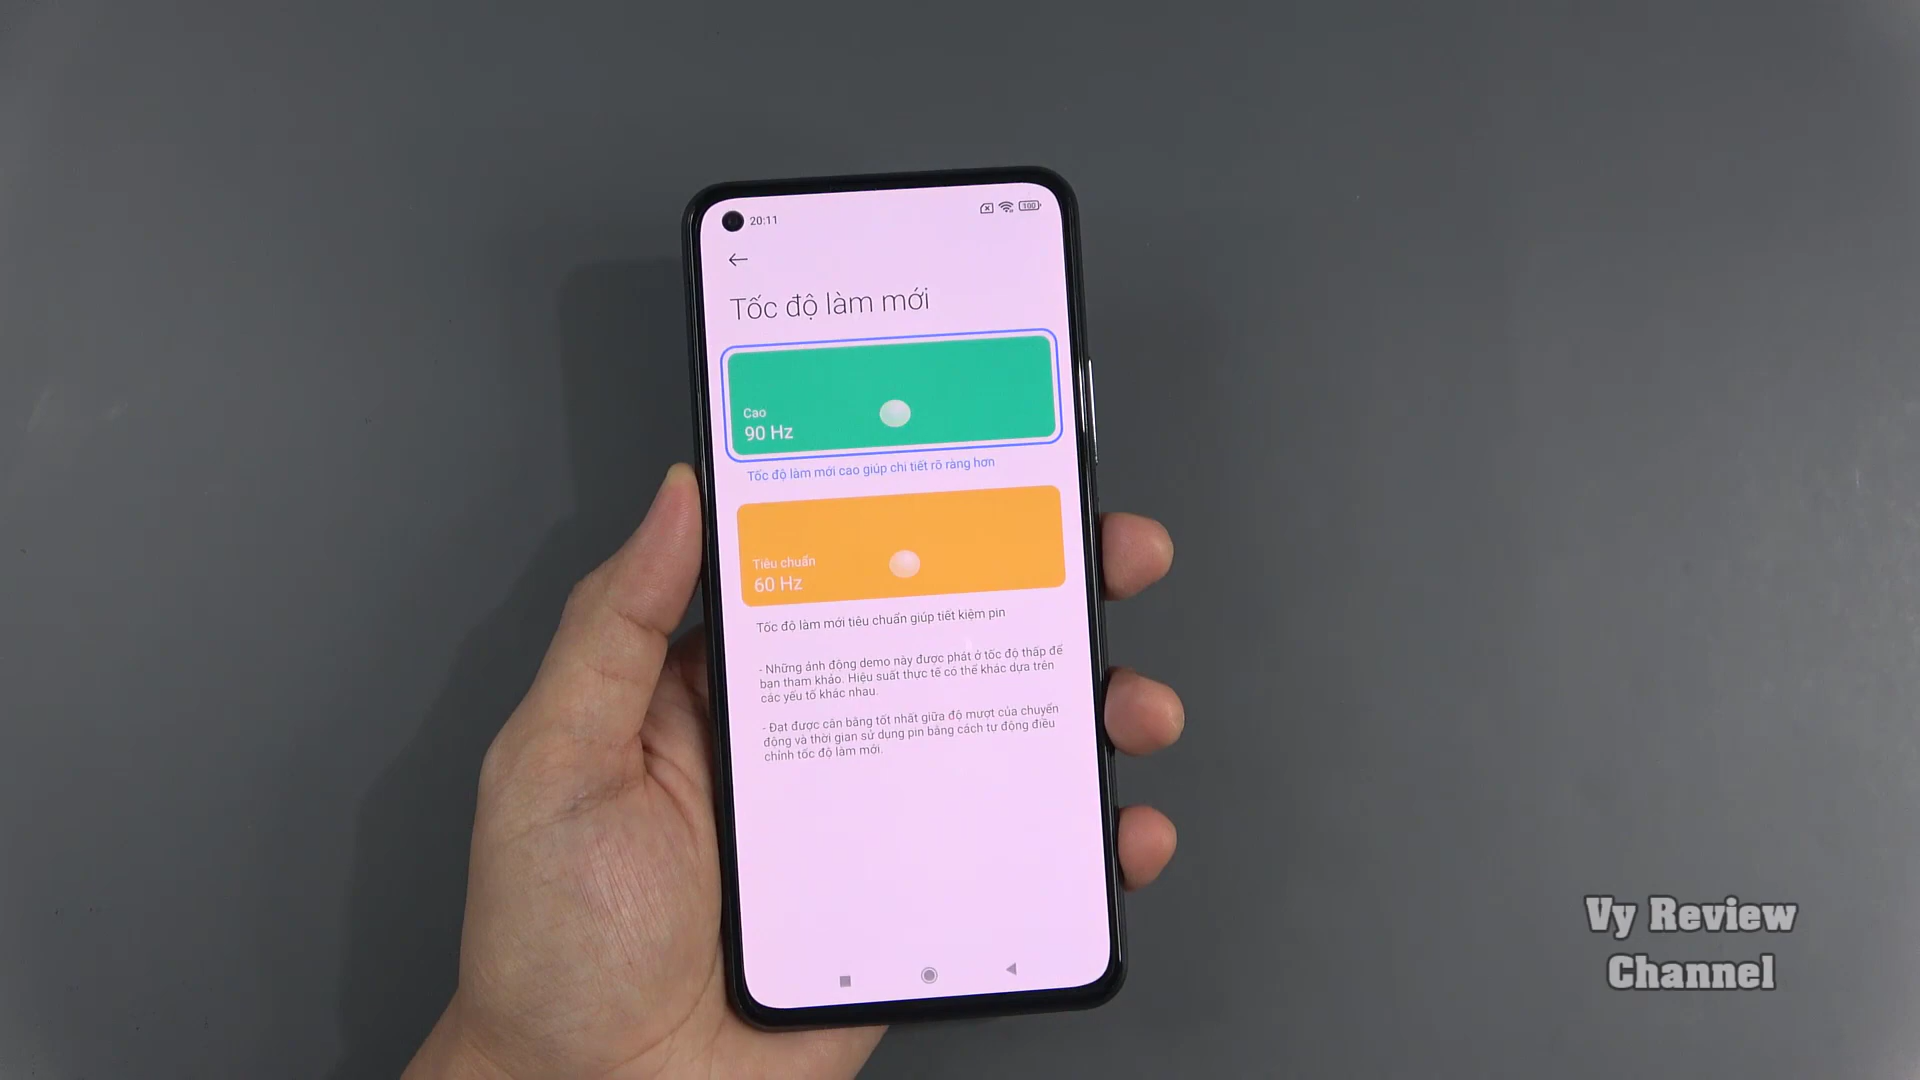 20:11
100
Tốc độ làm mới
Cao
90 Hz
Tốc độ làm mới cao giúp chi tiết rõ ràng hơn
Tiêu chuẩn
60 Hz
Tốc độ làm mới tiêu chuẩn giúp tiết kiệm pin
- Những ảnh động demo này được phát ở tốc độ thấp để
bạn tham khảo. Hiệu suất thực tế có thể khác dựa trên
các yếu tố khác nhau.
- Đạt được cân bằng tốt nhất giữa độ mượt của chuyển
động và thời gian sử dụng pin bằng cách tự động điều
chỉnh tốc độ làm mới.
Vy Review
Channel